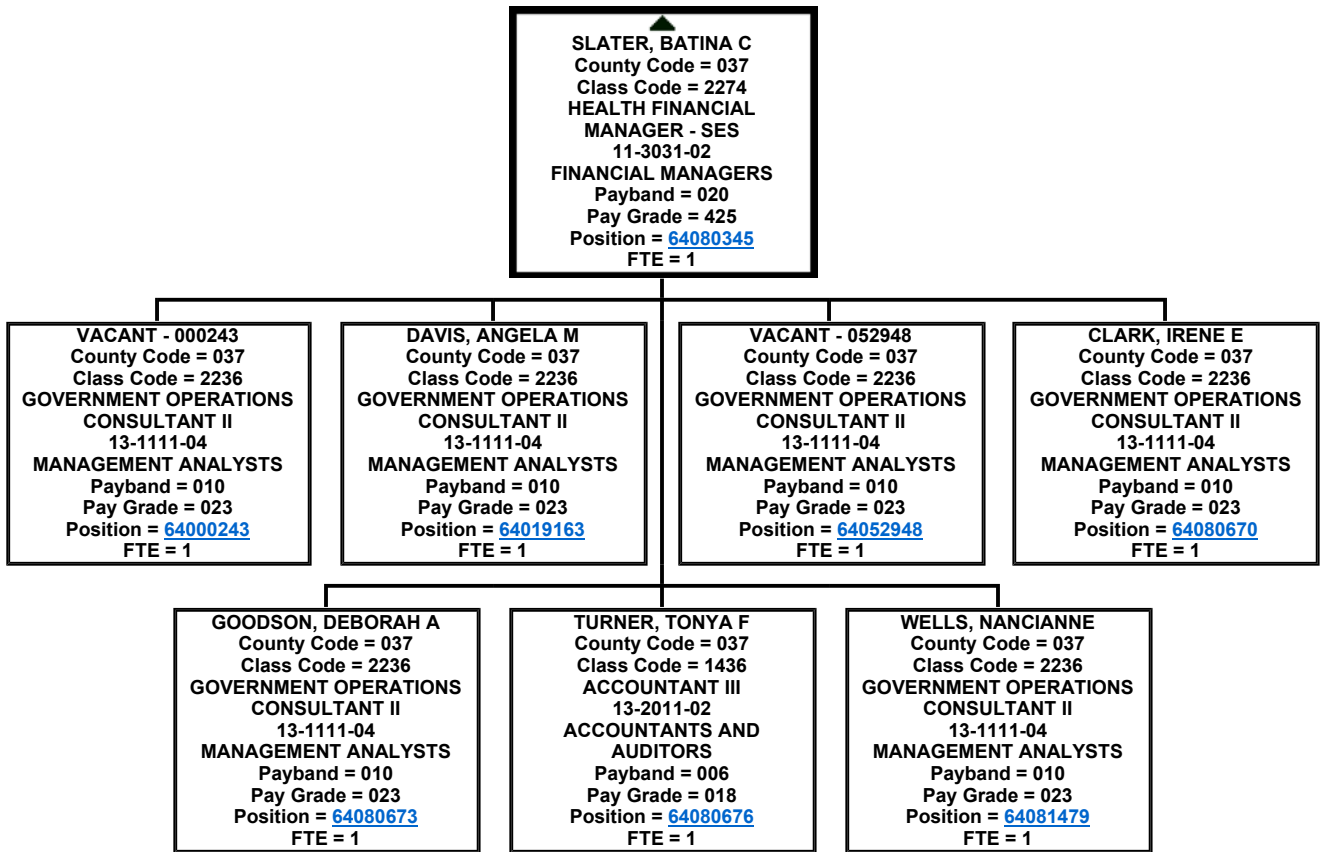 SLATER, BATINA C
County Code = 037
Class Code = 2274
HEALTH FINANCIAL
MANAGER - SES
11-3031-02
FINANCIAL MANAGERS
Payband = 020
Pay Grade = 425
Position = 64080345
FTE = 1
VACANT - 000243
County Code = 037
Class Code = 2236
GOVERNMENT OPERATIONS
CONSULTANT II
13-1111-04
MANAGEMENT ANALYSTS
Payband = 010
Pay Grade = 023
Position = 64000243
FTE = 1
DAVIS, ANGELA M
County Code = 037
Class Code = 2236
GOVERNMENT OPERATIONS
CONSULTANT II
13-1111-04
MANAGEMENT ANALYSTS
Payband = 010
Pay Grade = 023
Position = 64019163
FTE = 1
VACANT - 052948
County Code = 037
Class Code = 2236
GOVERNMENT OPERATIONS
CONSULTANT II
13-1111-04
MANAGEMENT ANALYSTS
Payband = 010
Pay Grade = 023
Position = 64052948
FTE = 1
CLARK, IRENE E
County Code = 037
Class Code = 2236
GOVERNMENT OPERATIONS
CONSULTANT II
13-1111-04
MANAGEMENT ANALYSTS
Payband = 010
Pay Grade = 023
Position = 64080670
FTE = 1
GOODSON, DEBORAH A
County Code = 037
Class Code = 2236
GOVERNMENT OPERATIONS
CONSULTANT II
13-1111-04
MANAGEMENT ANALYSTS
Payband = 010
Pay Grade = 023
Position = 64080673
FTE = 1
TURNER, TONYA F
County Code = 037
Class Code = 1436
ACCOUNTANT III
13-2011-02
ACCOUNTANTS AND
AUDITORS
Payband = 006
Pay Grade = 018
Position = 64080676
FTE = 1
WELLS, NANCIANNE
County Code = 037
Class Code = 2236
GOVERNMENT OPERATIONS
CONSULTANT II
13-1111-04
MANAGEMENT ANALYSTS
Payband = 010
Pay Grade = 023
Position = 64081479
FTE = 1